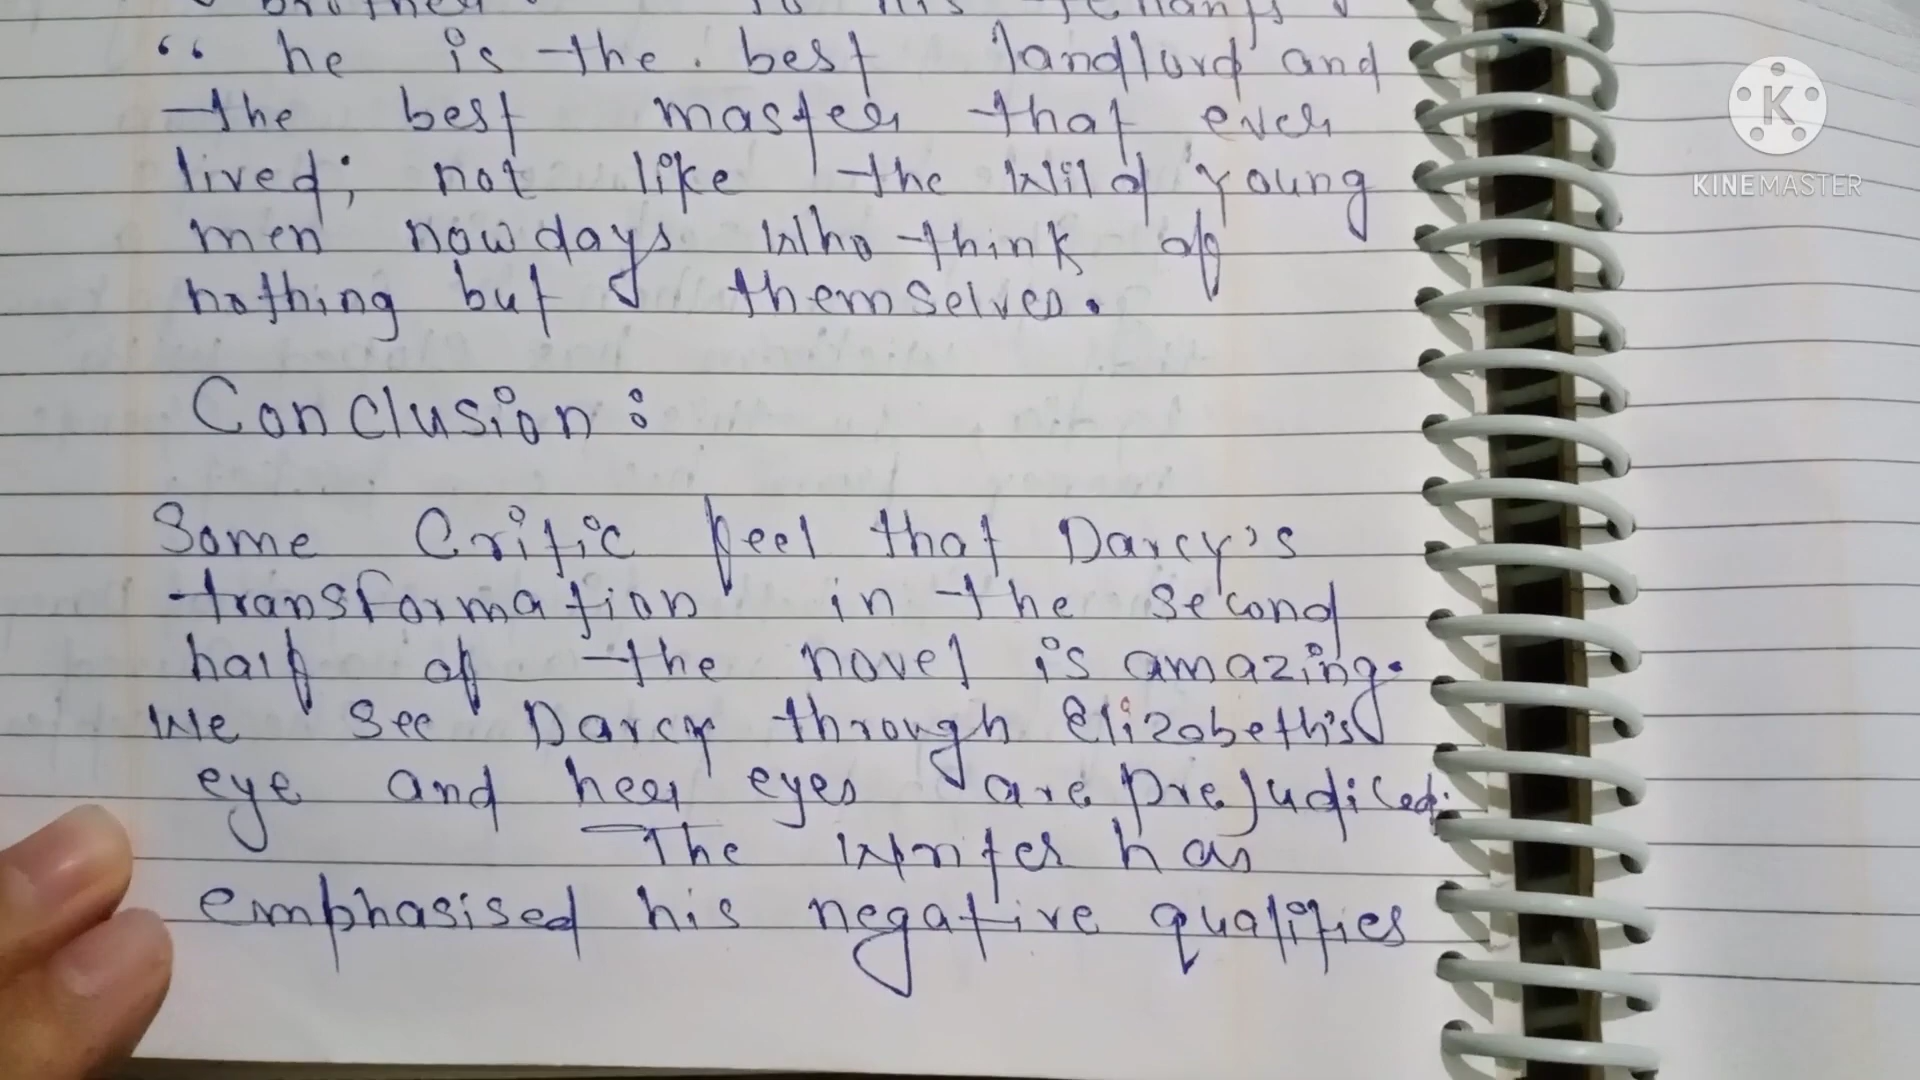 to his tenants
“ he is the best landlord and
the best master that ever
lived; not like the wild young
men nowdays who think of
nothing but themselves.
Conclusion:
Some Critic feel that Darcy's
transformation in the second
half of the novel is amazing.
We see Darcy through Elizabeth's
eye and her eyes are prejudiced.
The writer has
emphasised his negative qualities
K
KINEMASTER